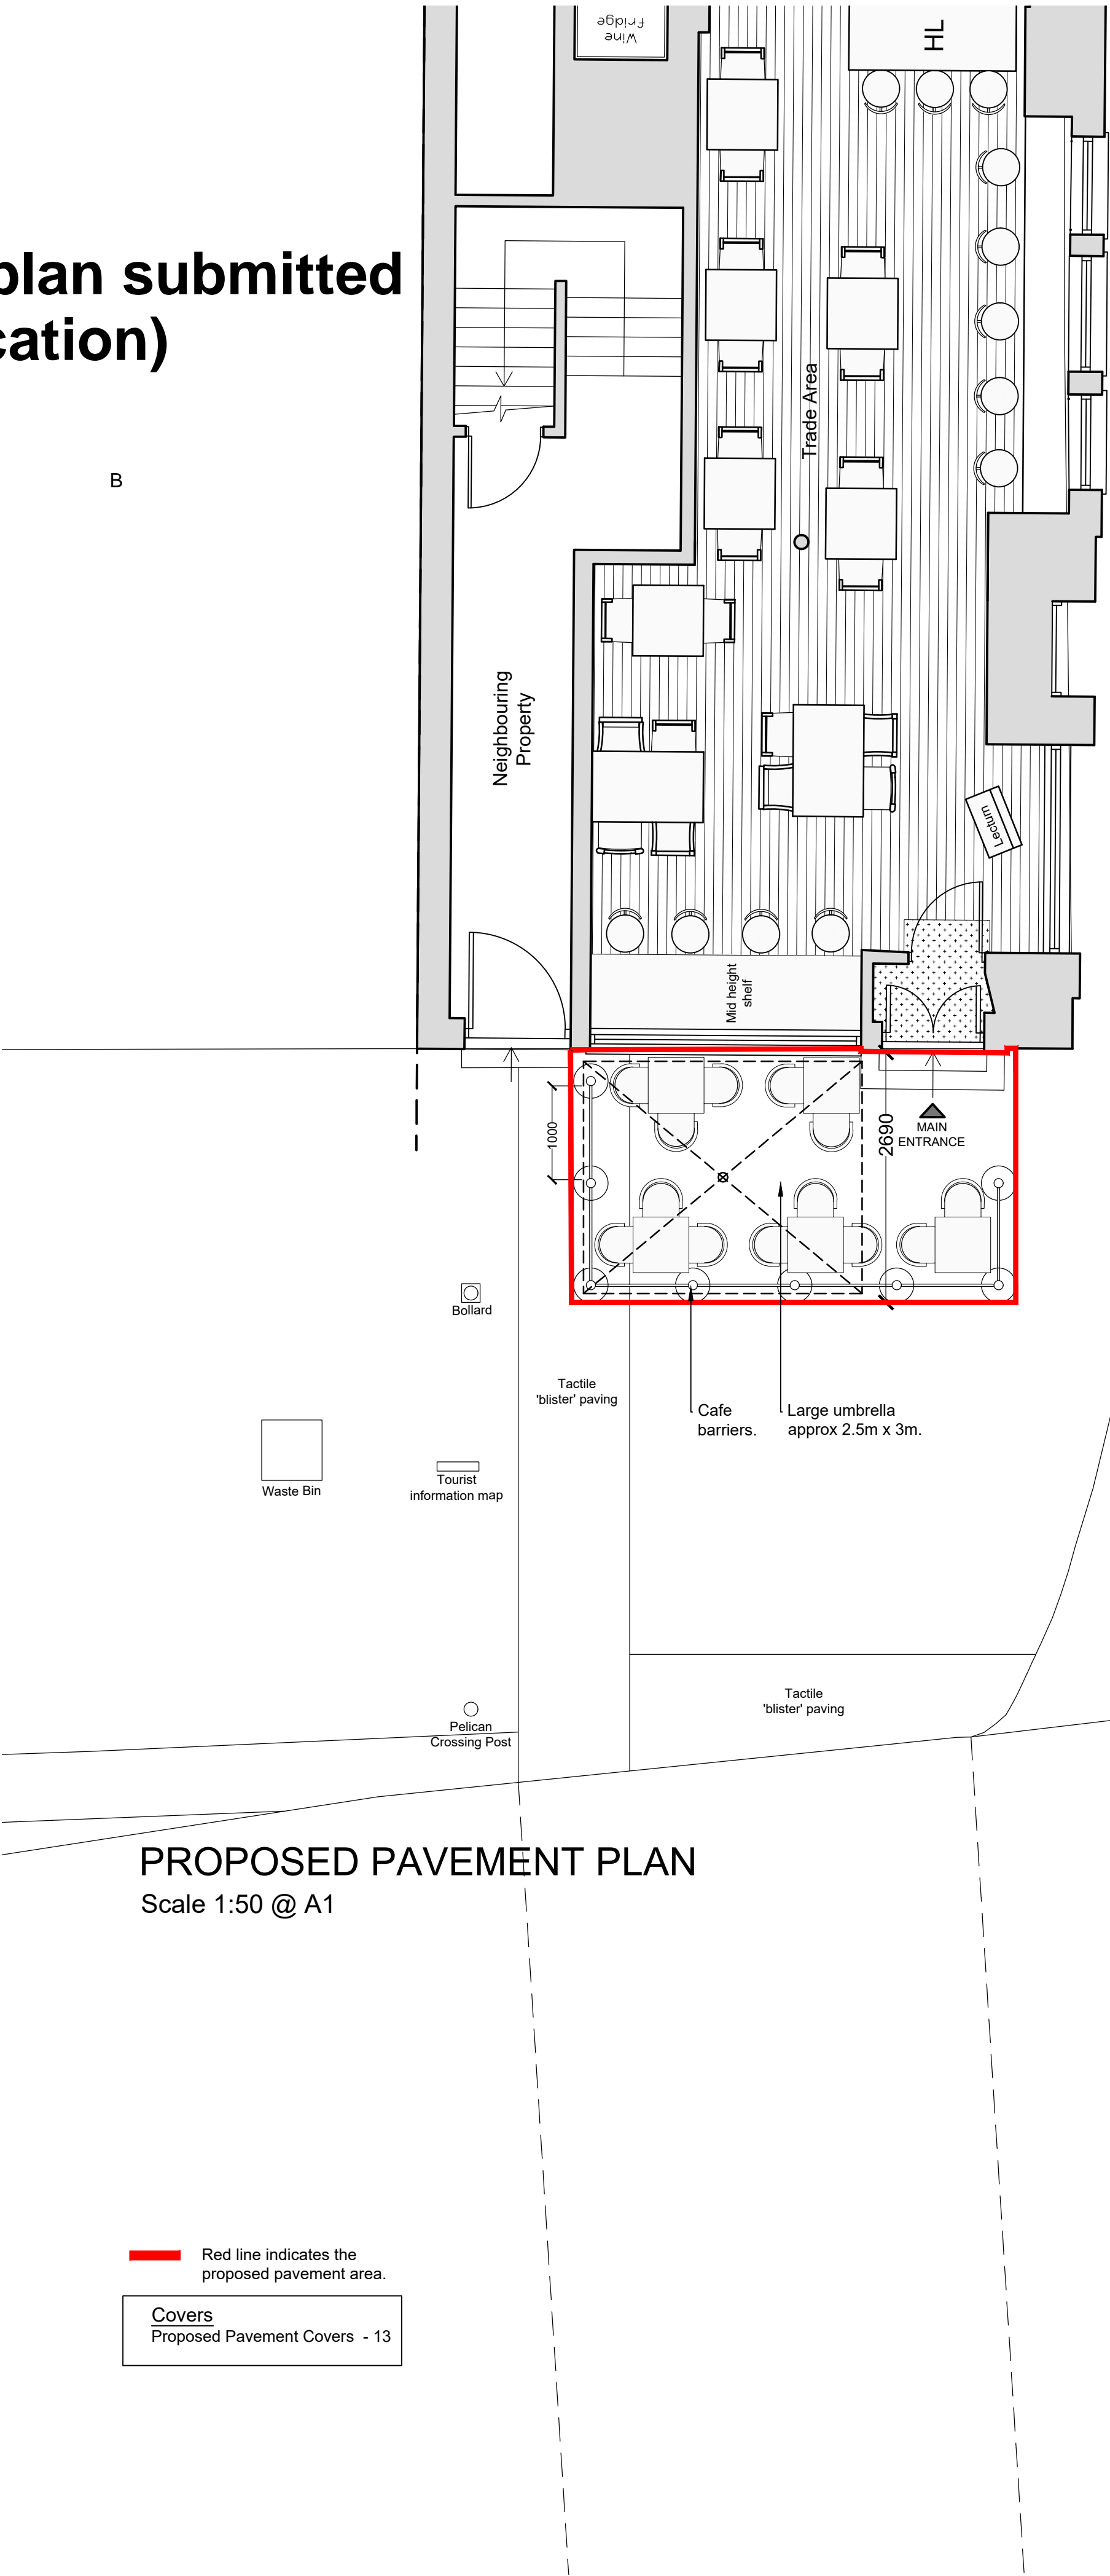 Wine
fridge
HL
plan submitted
cation)
B
Trade Area
Neighbouring
Property
Lectum
Mid height
shelf
1000
2690
MAIN
ENTRANCE
Bollard
Tactile
'blister' paving
Cafe
barriers.
Large umbrella
approx 2.5m x 3m.
Waste Bin
Tourist
information map
Tactile
'blister' paving
Pelican
Crossing Post
PROPOSED PAVEMENT PLAN
Scale 1:50 @ A1
Red line indicates the
proposed pavement area.
Covers
Proposed Pavement Covers - 13